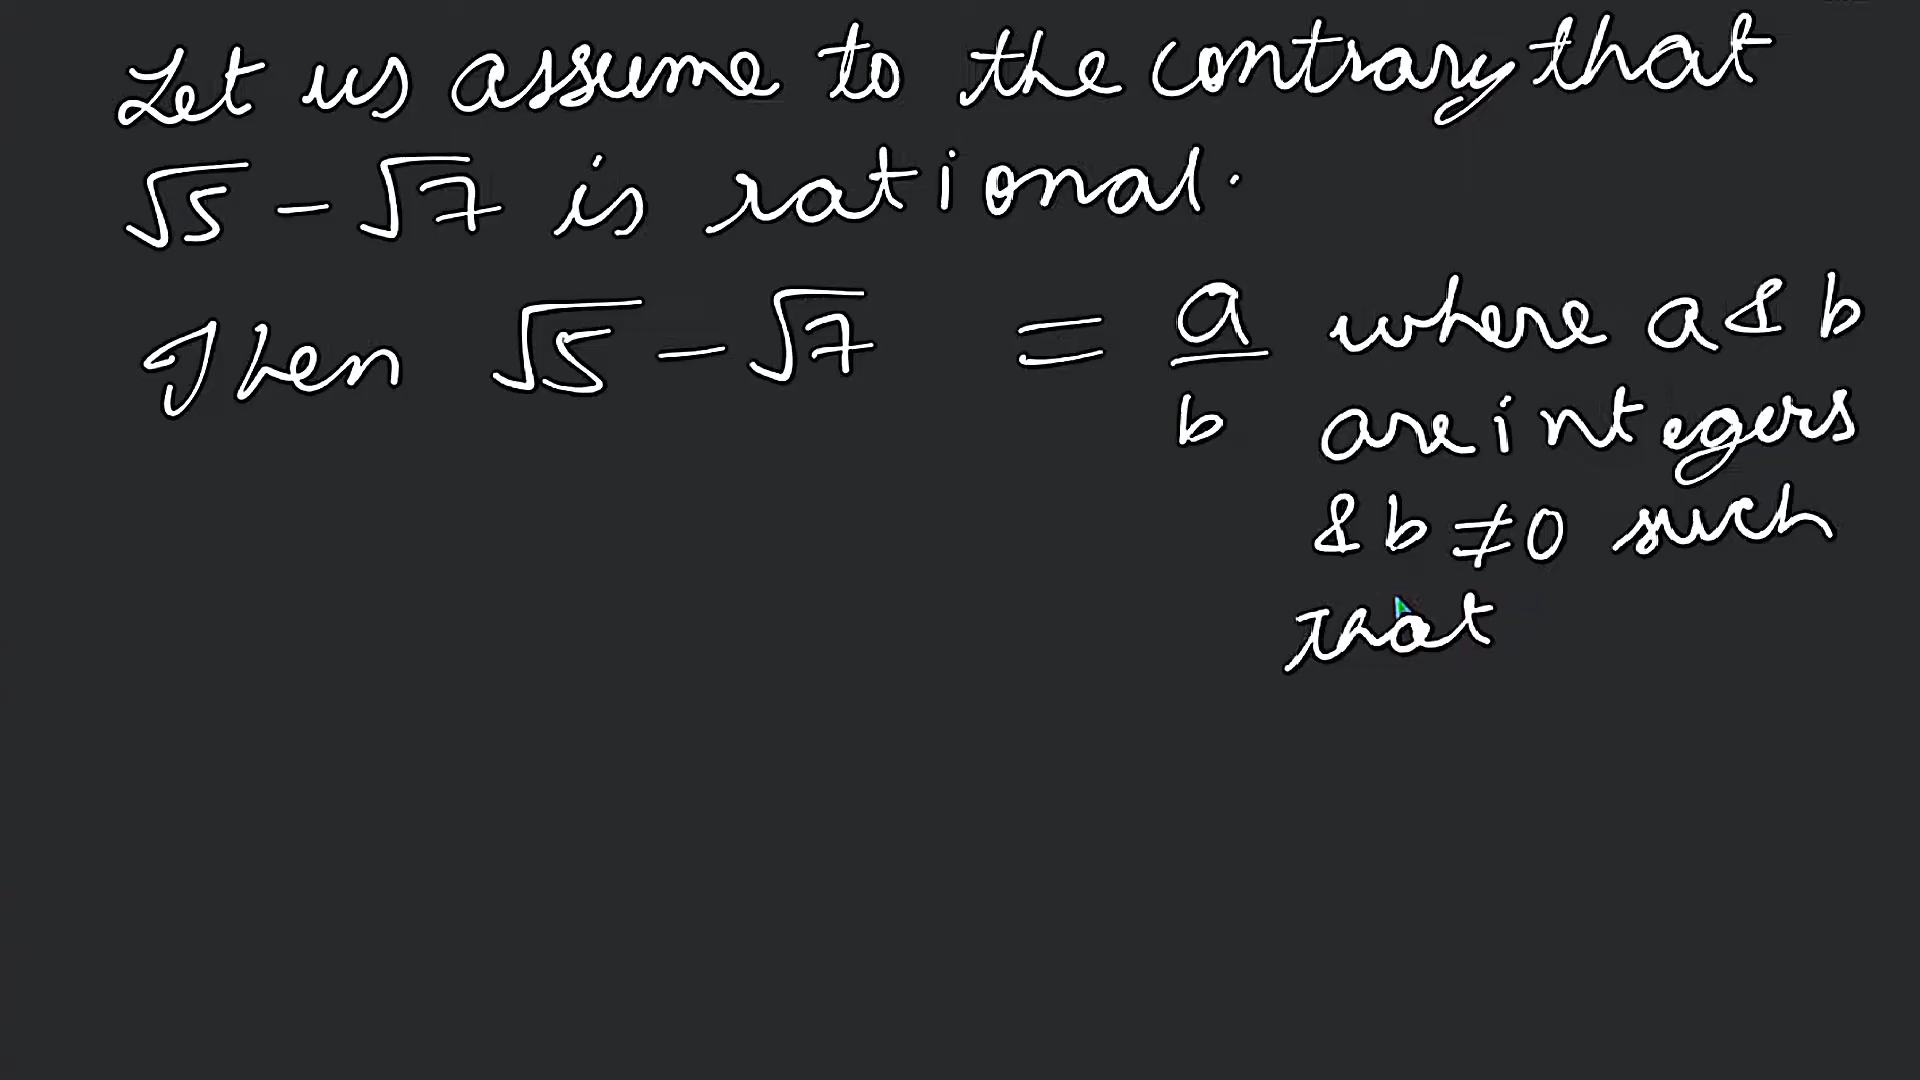 Let us assume to the contrary that
√5 - √7 is rational.
Then √5 - √7 = a/b where a & b
are integers
& b ≠ 0 such
that